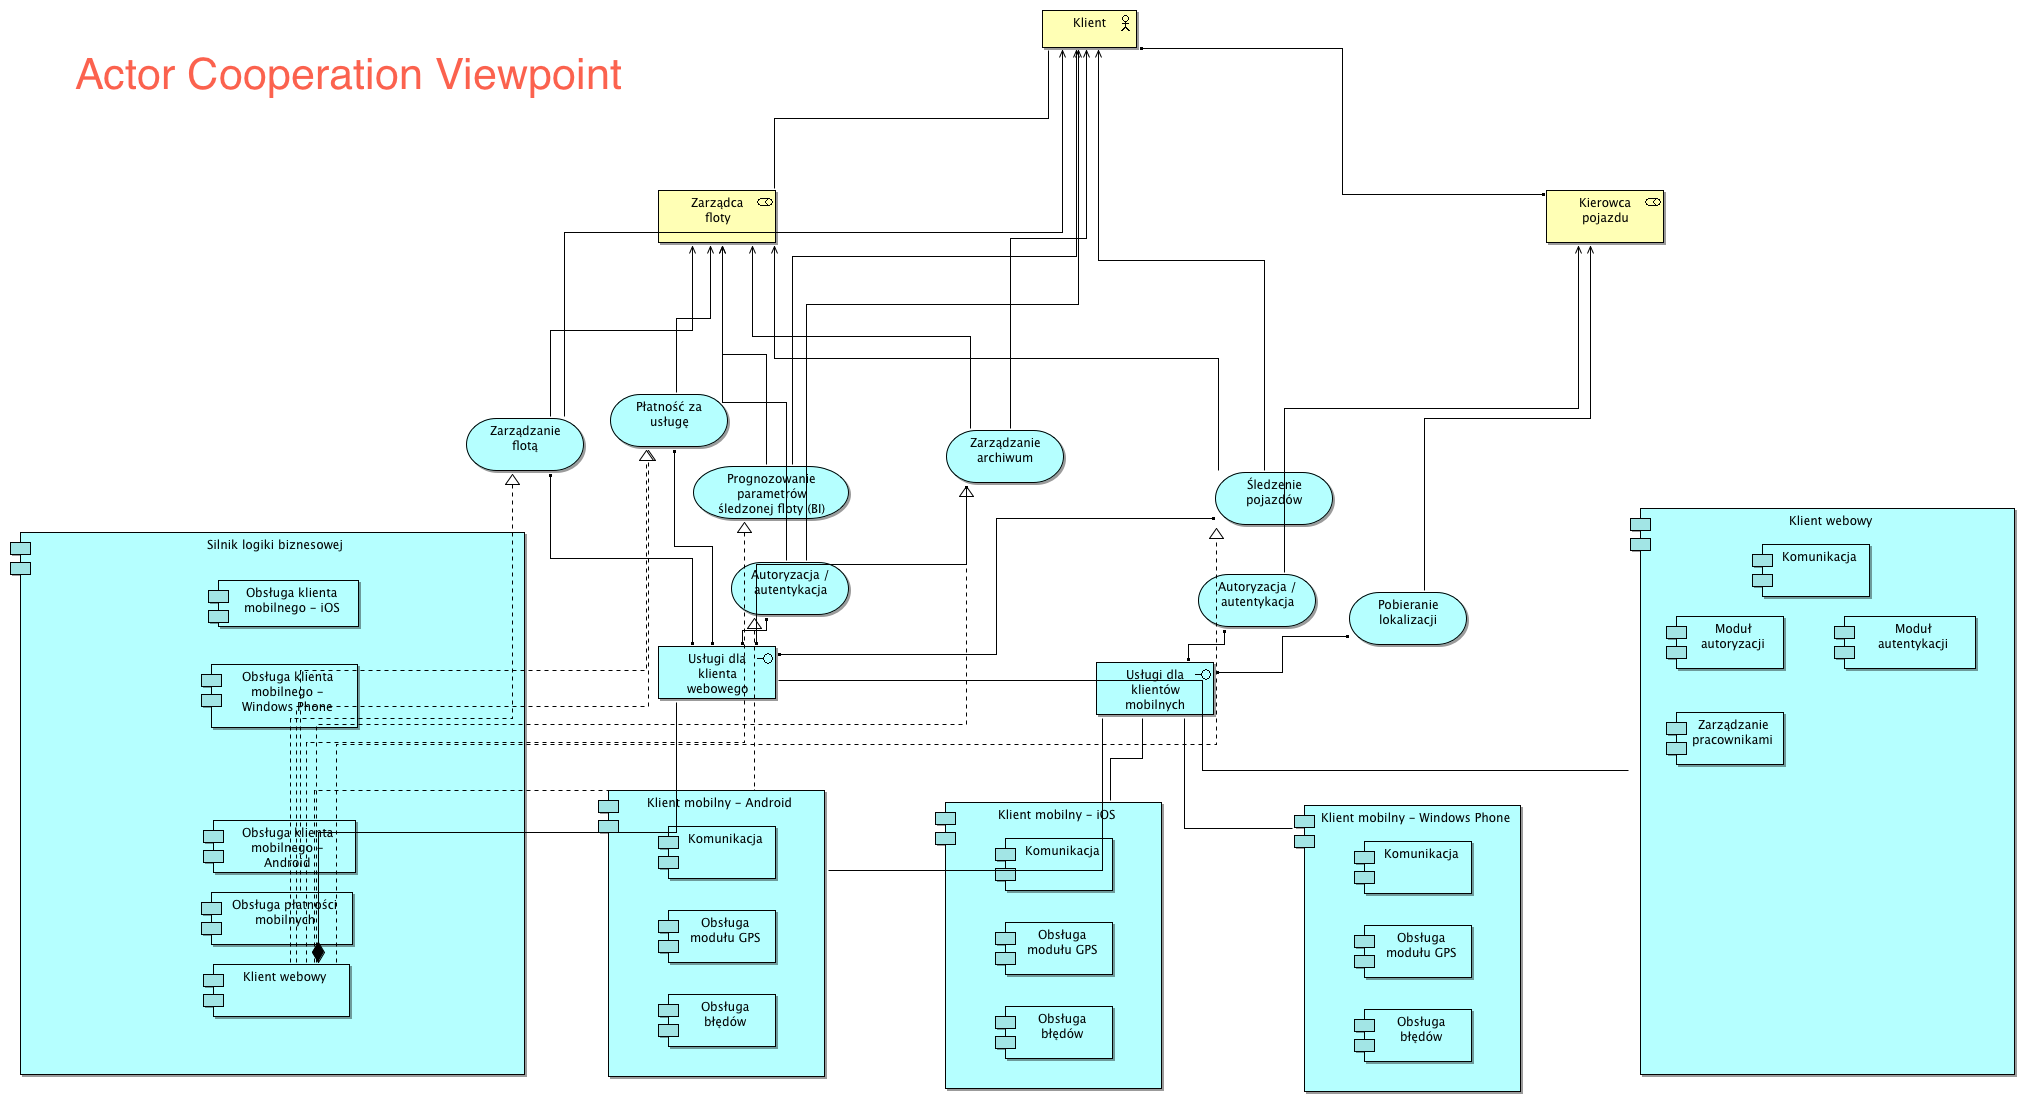 Klient
Actor Cooperation Viewpoint
Zarządca
floty
Kierowca
pojazdu
Zarządzanie
flotą
Płatność za
usługę
Prognozowanie
parametrów
śledzonej floty (BI)
Zarządzanie
archiwum
Śledzenie
pojazdów
Autoryzacja /
autentykacja
Autoryzacja /
autentykacja
Pobieranie
lokalizacji
Usługi dla
klienta
webowego
Usługi dla
klientów
mobilnych
Silnik logiki biznesowej
Obsługa klienta
mobilnego - iOS
Obsługa klienta
mobilnego -
Windows Phone
Obsługa klienta
mobilnego -
Android
Obsługa płatności
mobilnych
Klient webowy
Klient mobilny - Android
Komunikacja
Obsługa
modułu GPS
Obsługa
błędów
Klient mobilny - iOS
Komunikacja
Obsługa
modułu GPS
Obsługa
błędów
Klient mobilny - Windows Phone
Komunikacja
Obsługa
modułu GPS
Obsługa
błędów
Klient webowy
Komunikacja
Moduł
autoryzacji
Moduł
autentykacji
Zarządzanie
pracownikami